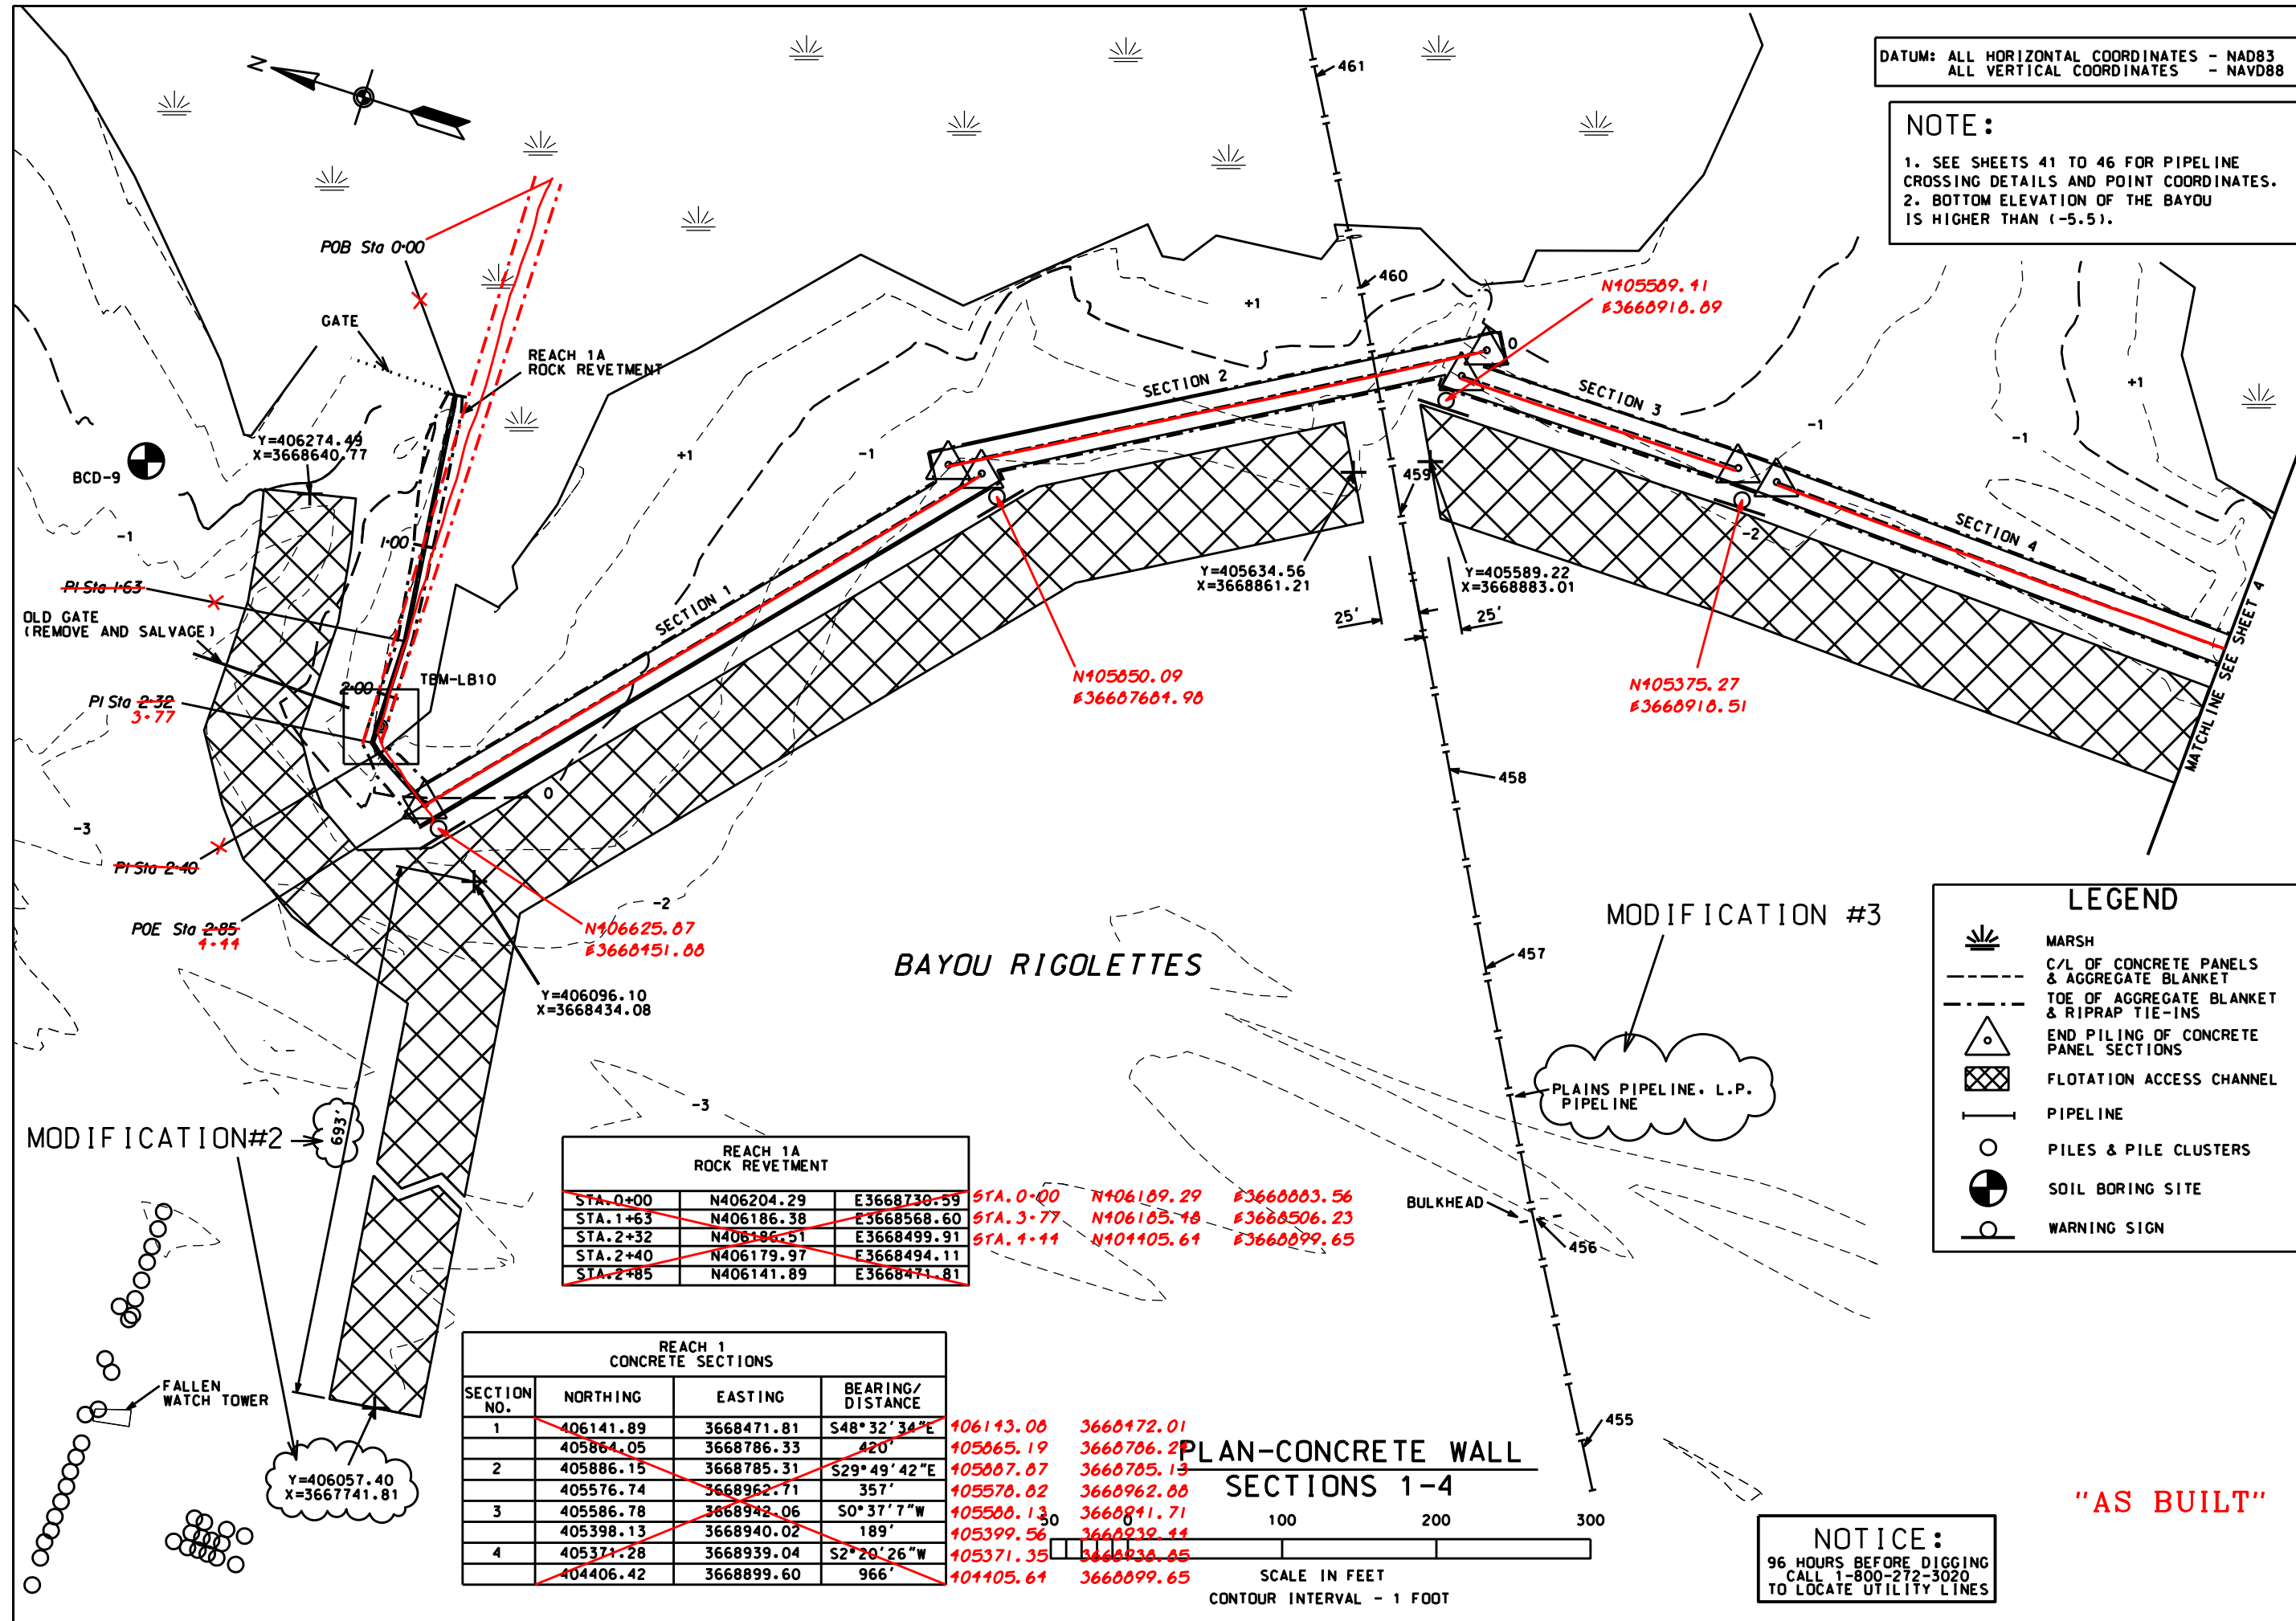 DATUM: ALL HORIZONTAL COORDINATES - NAD83
ALL VERTICAL COORDINATES - NAVD88
NOTE:
1. SEE SHEETS 41 TO 46 FOR PIPELINE
CROSSING DETAILS AND POINT COORDINATES.
2. BOTTOM ELEVATION OF THE BAYOU
IS HIGHER THAN (-5.5).
N
461
460
459
458
457
456
455
POB Sta 0+00
GATE
REACH 1A
ROCK REVETMENT
Y=406274.49
X=3668640.77
BCD-9
-1
1+00
PI Sta 1+63
OLD GATE
(REMOVE AND SALVAGE)
2+00
TBM-LB10
PI Sta 2+32
3+77
-3
PI Sta 2+40
POE Sta 2+85
4+44
SECTION 1
SECTION 2
SECTION 3
SECTION 4
+1
-1
+1
0
-1
-1
+1
-2
0
-2
-3
N405589.41
E3668918.89
Y=405634.56
X=3668861.21
Y=405589.22
X=3668883.01
25'
25'
N405850.09
E36687684.98
N405375.27
E3668918.51
MATCHLINE SEE SHEET 4
N406625.87
E3668451.88
Y=406096.10
X=3668434.08
BAYOU RIGOLETTES
MODIFICATION #3
PLAINS PIPELINE, L.P.
PIPELINE
BULKHEAD
MODIFICATION#2
693'
FALLEN
WATCH TOWER
Y=406057.40
X=3667741.81
LEGEND
MARSH
C/L OF CONCRETE PANELS
& AGGREGATE BLANKET
TOE OF AGGREGATE BLANKET
& RIPRAP TIE-INS
END PILING OF CONCRETE
PANEL SECTIONS
FLOTATION ACCESS CHANNEL
PIPELINE
PILES & PILE CLUSTERS
SOIL BORING SITE
WARNING SIGN
REACH 1A
ROCK REVETMENT
STA.0+00 N406204.29 E3668730.59 STA.0+00 N406189.29 E3668883.56
STA.1+63 N406186.38 E3668568.60 STA.3+77 N406185.48 E3668506.23
STA.2+32 N406186.51 E3668499.91 STA.4+44 N404405.64 E3668899.65
STA.2+40 N406179.97 E3668494.11
STA.2+85 N406141.89 E3668471.81
REACH 1
CONCRETE SECTIONS
SECTION NO. NORTHING EASTING BEARING/DISTANCE
1 406141.89 3668471.81 S48°32'34"E 406143.08 3668472.01
405864.05 3668786.33 420' 405865.19 3668786.24
2 405886.15 3668785.31 S29°49'42"E 405887.87 3668785.13
405576.74 3668962.71 357' 405578.82 3668962.88
3 405586.78 3668942.06 S0°37'7"W 405588.13 3668941.71
405398.13 3668940.02 189' 405399.56 3668939.44
4 405371.28 3668939.04 S2°20'26"W 405371.35 3668938.85
404406.42 3668899.60 966' 404405.64 3668899.65
PLAN-CONCRETE WALL
SECTIONS 1-4
50 0 100 200 300
SCALE IN FEET
CONTOUR INTERVAL - 1 FOOT
"AS BUILT"
NOTICE:
96 HOURS BEFORE DIGGING
CALL 1-800-272-3020
TO LOCATE UTILITY LINES